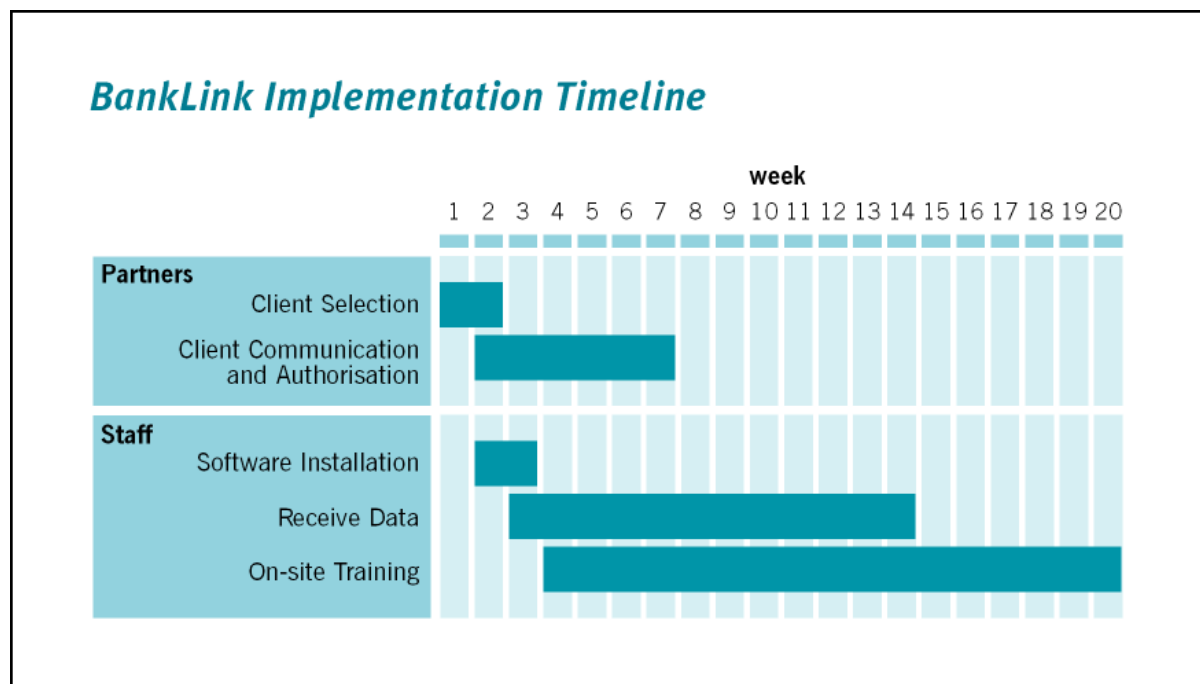 BankLink Implementation Timeline
week
1 2 3 4 5 6 7 8 9 10 11 12 13 14 15 16 17 18 19 20
Partners
Client Selection
Client Communication
and Authorisation
Staff
Software Installation
Receive Data
On-site Training